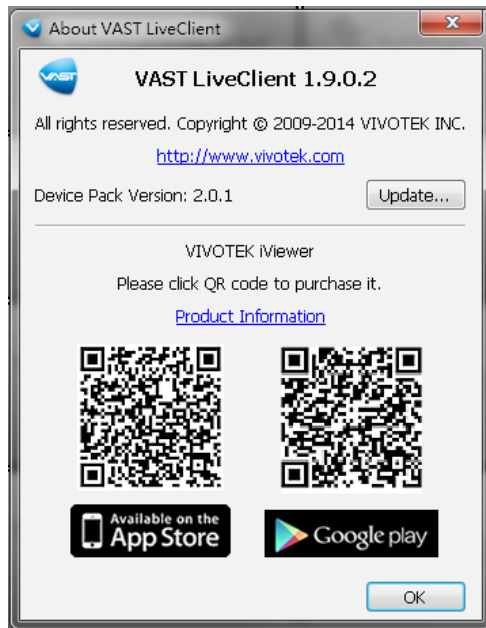 About VAST LiveClient
VAST
VAST LiveClient 1.9.0.2
All rights reserved. Copyright © 2009-2014 VIVOTEK INC.
http://www.vivotek.com
Device Pack Version: 2.0.1
Update...
VIVOTEK iViewer
Please click QR code to purchase it.
Product Information
Available on the
App Store
Google play
OK